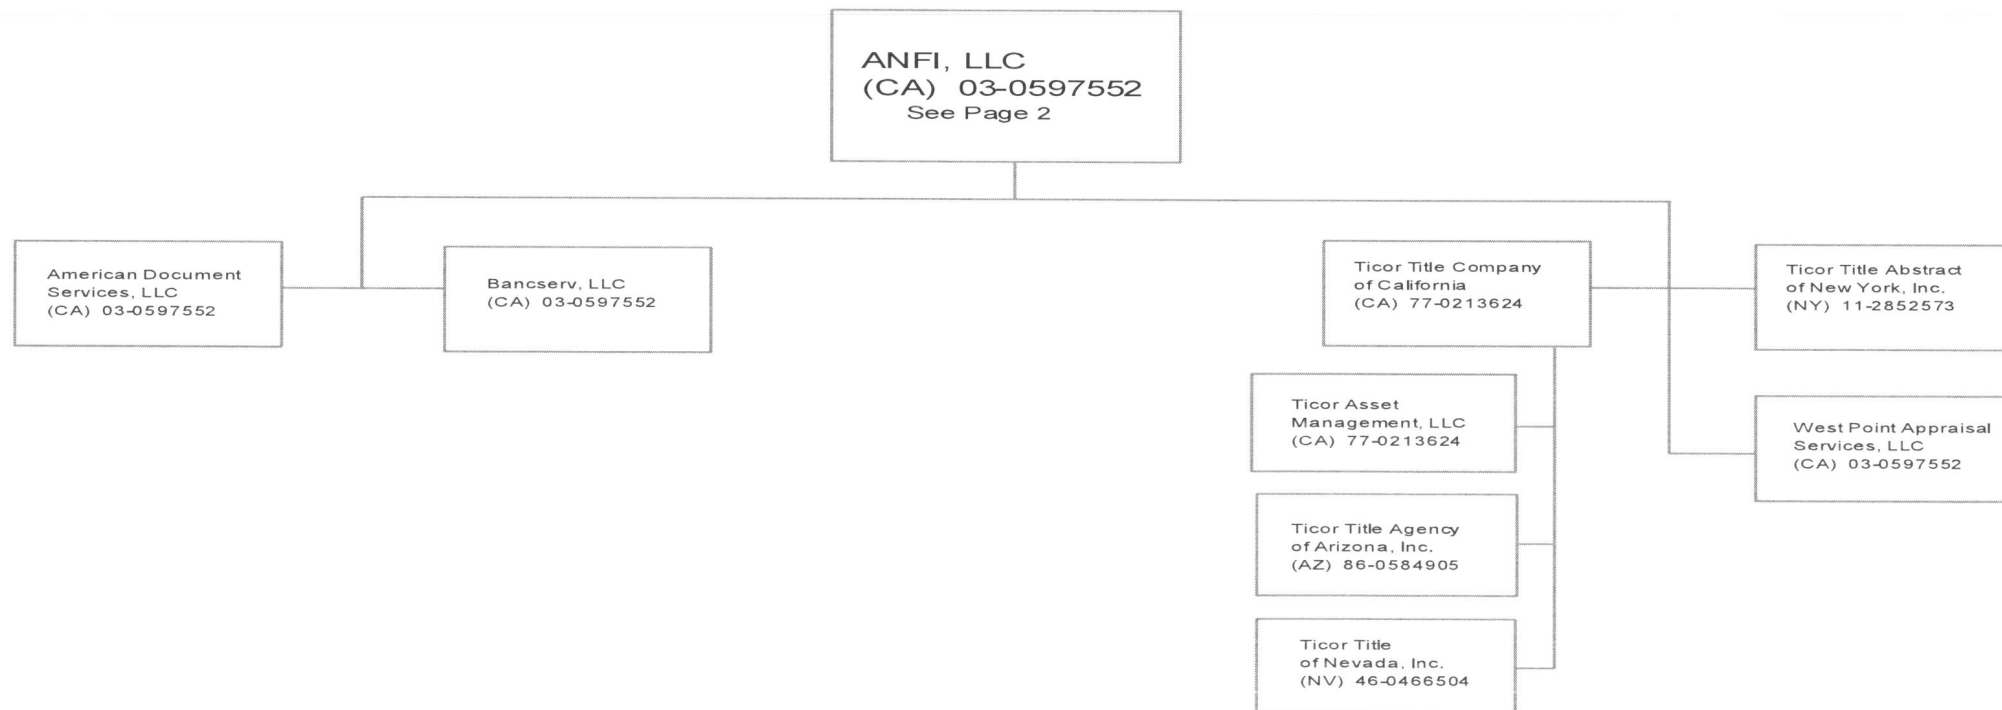 ANFI, LLC
(CA) 03-0597552
See Page 2
American Document
Services, LLC
(CA) 03-0597552
Bancserv, LLC
(CA) 03-0597552
Ticor Title Company
of California
(CA) 77-0213624
Ticor Title Abstract
of New York, Inc.
(NY) 11-2852573
Ticor Asset
Management, LLC
(CA) 77-0213624
West Point Appraisal
Services, LLC
(CA) 03-0597552
Ticor Title Agency
of Arizona, Inc.
(AZ) 86-0584905
Ticor Title
of Nevada, Inc.
(NV) 46-0466504